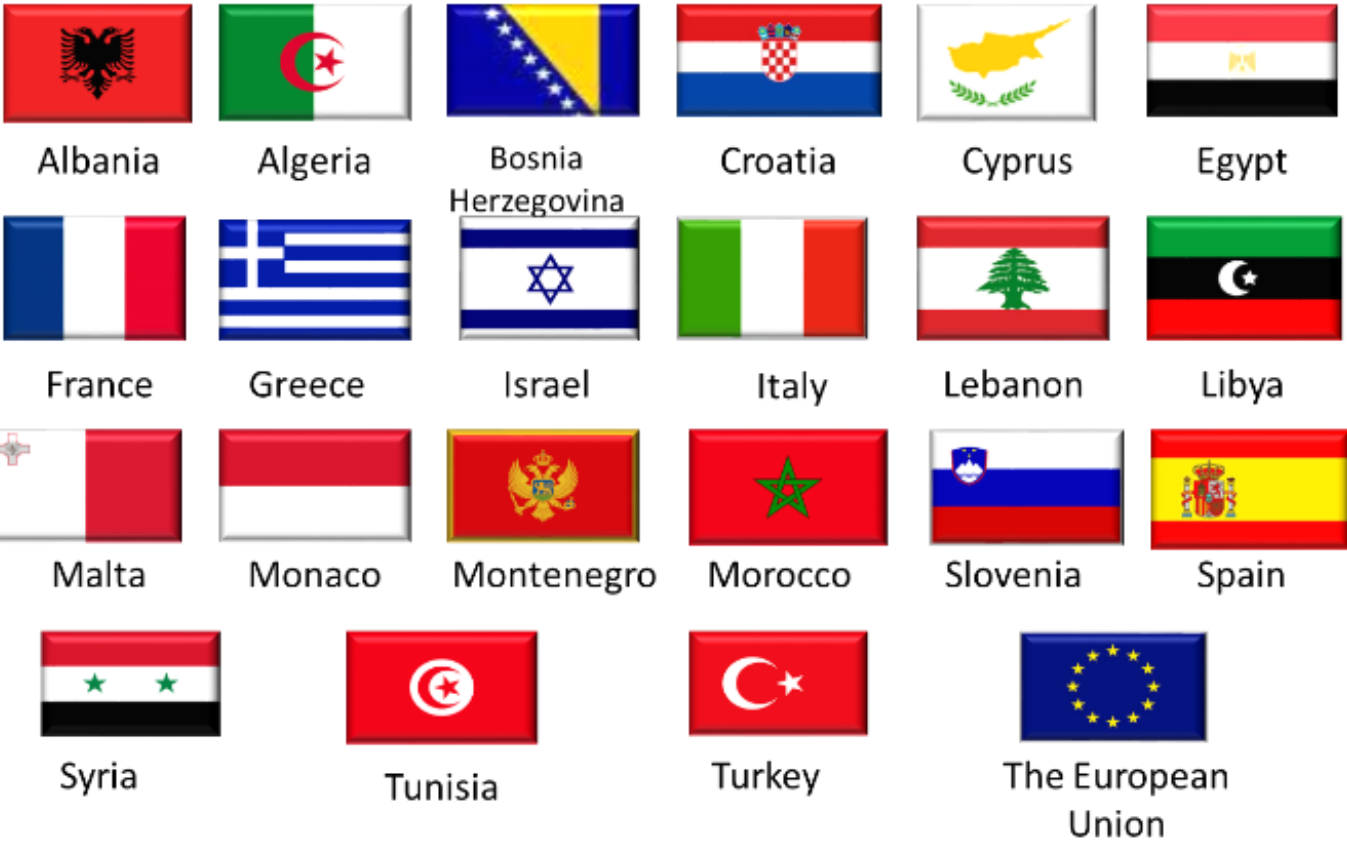 Albania Algeria Bosnia Croatia Cyprus Egypt
Herzegovina
France Greece Israel Italy Lebanon Libya
Malta Monaco Montenegro Morocco Slovenia Spain
Syria Tunisia Turkey The European
Union